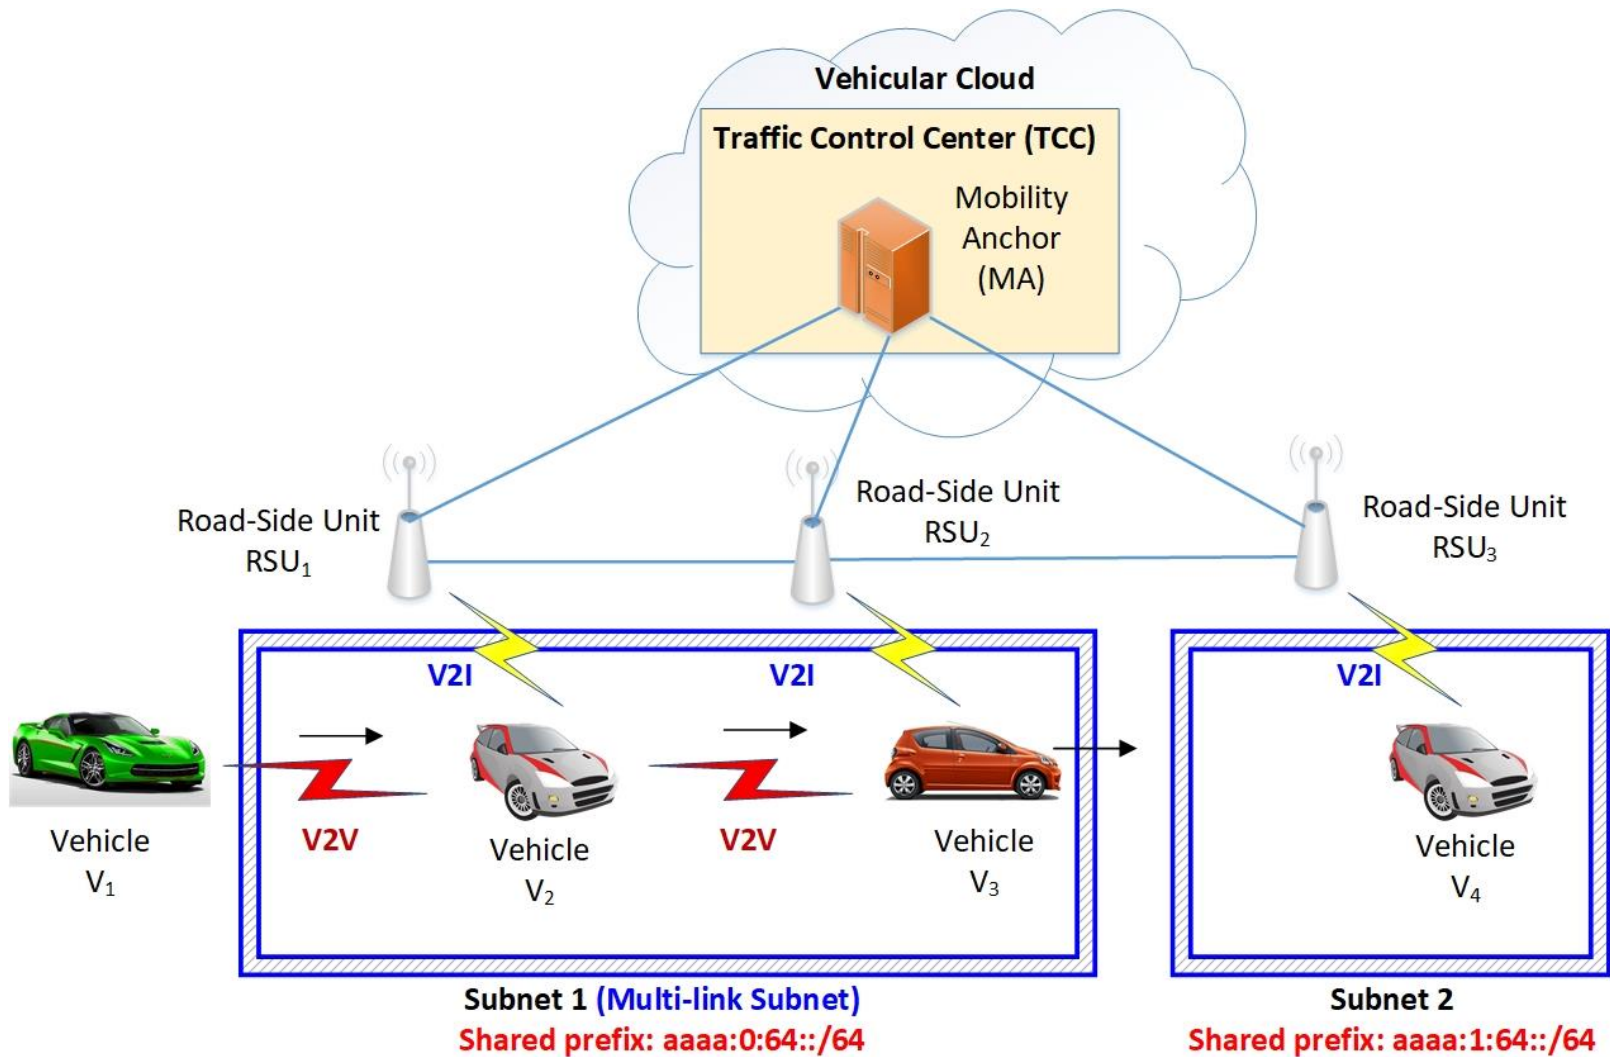 Vehicular Cloud
Traffic Control Center (TCC)
Mobility
Anchor
(MA)
Road-Side Unit
RSU₁
Road-Side Unit
RSU₂
Road-Side Unit
RSU₃
V2I
V2I
V2I
V2V
V2V
Vehicle
V₁
Vehicle
V₂
Vehicle
V₃
Vehicle
V₄
Subnet 1 (Multi-link Subnet)
Shared prefix: aaaa:0:64::/64
Subnet 2
Shared prefix: aaaa:1:64::/64